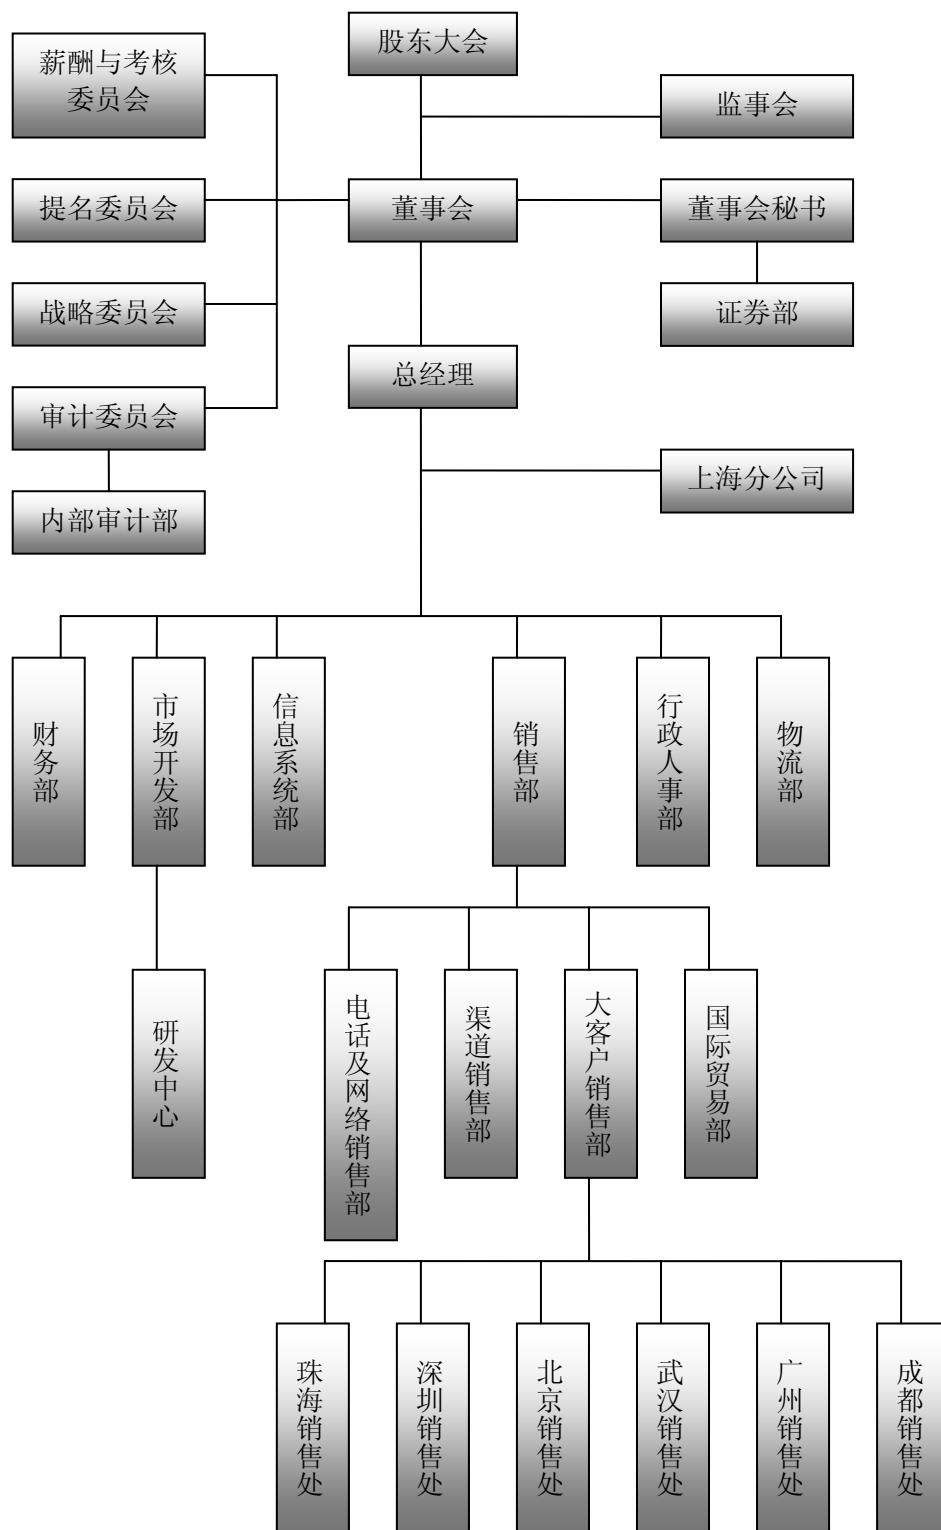 股东大会
薪酬与考核
委员会
监事会
提名委员会
董事会
董事会秘书
战略委员会
证券部
总经理
审计委员会
上海分公司
内部审计部
财务部
市场开发部
信息系统部
销售部
行政人事部
物流部
研发中心
电话及网络销售部
渠道销售部
大客户销售部
国际贸易部
珠海销售处
深圳销售处
北京销售处
武汉销售处
广州销售处
成都销售处